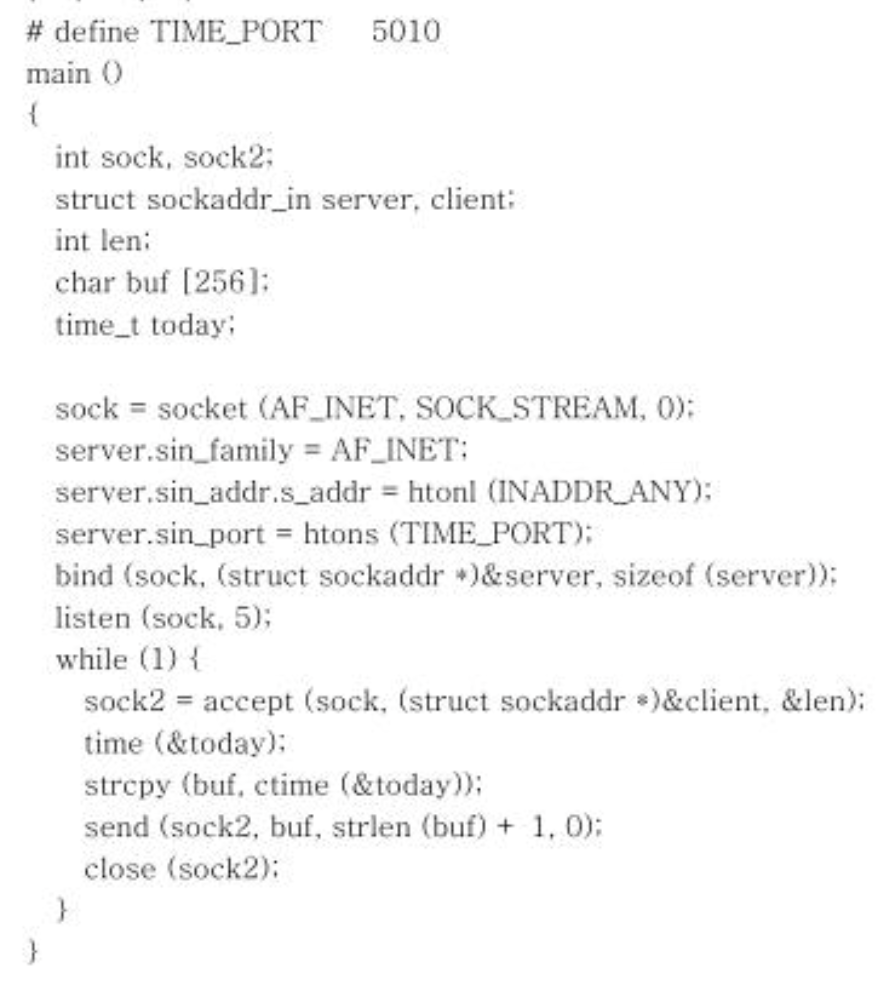 # define TIME_PORT 5010
main ()
{
int sock, sock2;
struct sockaddr_in server, client;
int len;
char buf [256];
time_t today;
sock = socket (AF_INET, SOCK_STREAM, 0);
server.sin_family = AF_INET;
server.sin_addr.s_addr = htonl (INADDR_ANY);
server.sin_port = htons (TIME_PORT);
bind (sock, (struct sockaddr *)&server, sizeof (server));
listen (sock, 5);
while (1) {
sock2 = accept (sock, (struct sockaddr *)&client, &len);
time (&today);
strcpy (buf, ctime (&today));
send (sock2, buf, strlen (buf) + 1, 0);
close (sock2);
}
}